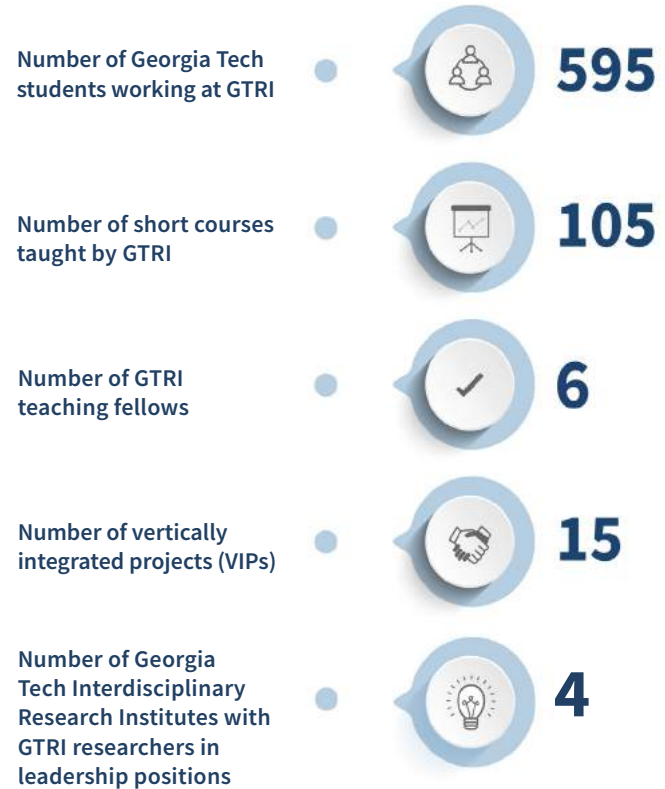 Number of Georgia Tech
students working at GTRI
595
Number of short courses
taught by GTRI
105
Number of GTRI
teaching fellows
6
Number of vertically
integrated projects (VIPs)
15
Number of Georgia
Tech Interdisciplinary
Research Institutes with
GTRI researchers in
leadership positions
4